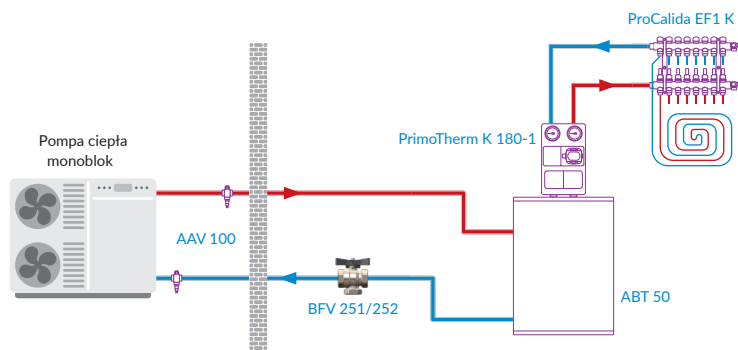 ProCalida EF1 K
PrimoTherm K 180-1
Pompa ciepła
monoblok
AAV 100
BFV 251/252
ABT 50